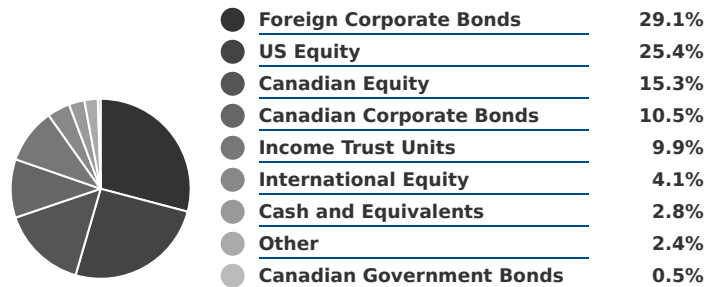 Foreign Corporate Bonds 29.1%
US Equity 25.4%
Canadian Equity 15.3%
Canadian Corporate Bonds 10.5%
Income Trust Units 9.9%
International Equity 4.1%
Cash and Equivalents 2.8%
Other 2.4%
Canadian Government Bonds 0.5%